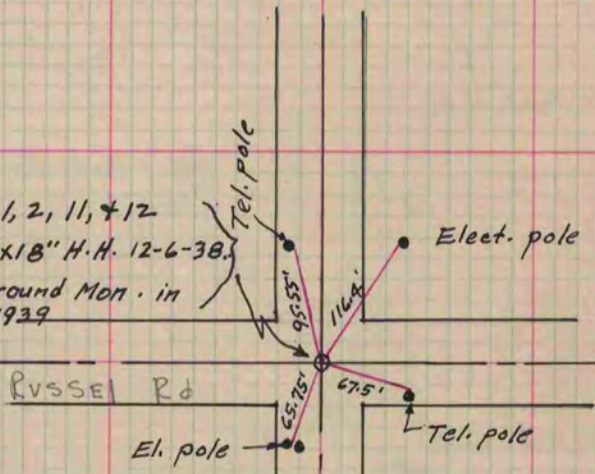 1, 2, 11, & 12
x18" H.H. 12-6-38.
round Mon. in
1939
Tel. pole
Elect. pole
95.55'
116.4'
RUSSEL Rd
65.75'
67.5'
El. pole
Tel. pole